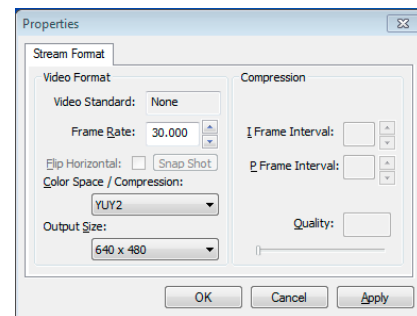 Properties
Stream Format
Video Format
Video Standard: None
Frame Rate: 30.000
Flip Horizontal: Snap Shot
Color Space / Compression:
YUY2
Output Size:
640 x 480
Compression
I Frame Interval:
P Frame Interval:
Quality:
OK Cancel Apply